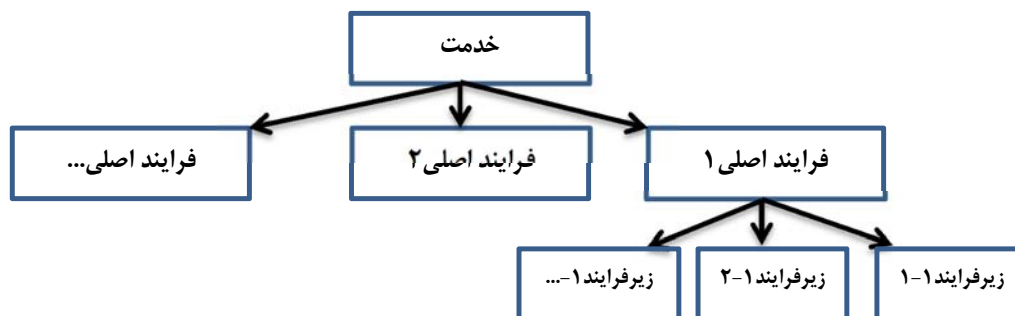 خدمت
فرایند اصلی۱
فرایند اصلی۲
فرایند اصلی...
زیرفرایند۱-۱
زیرفرایند۱-۲
زیرفرایند۱-...